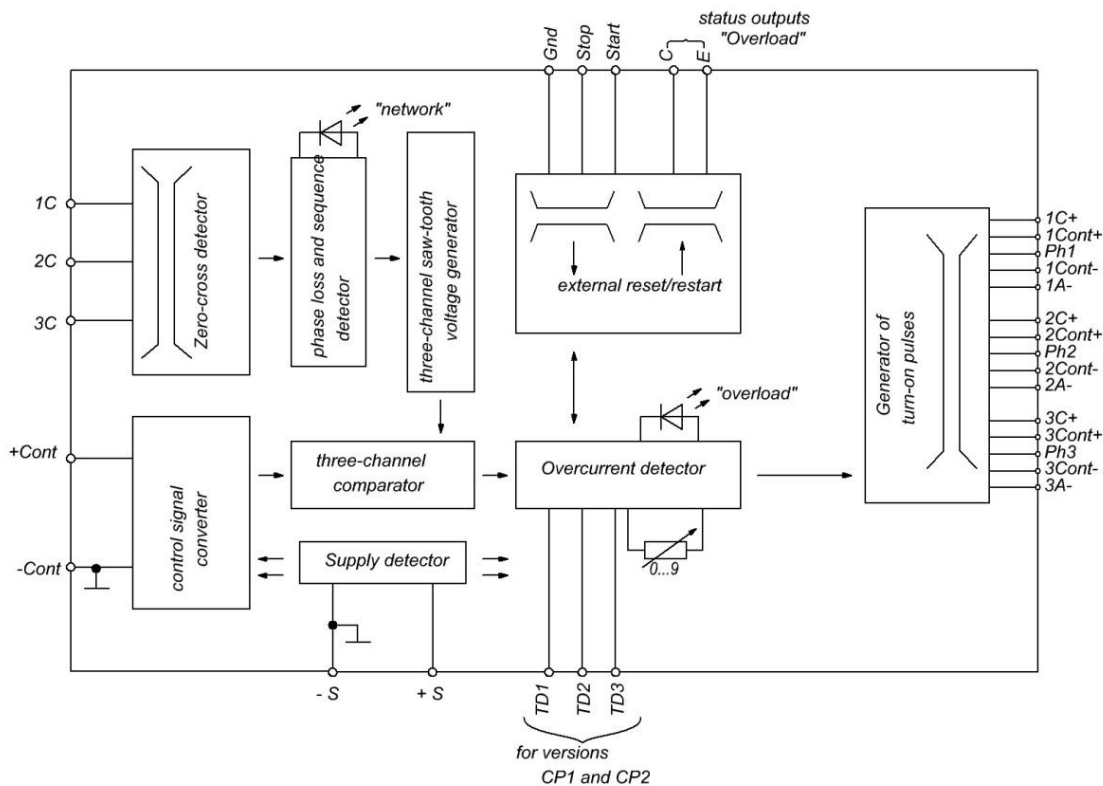 status outputs
"Overload"
Gnd
Stop
Start
C
E
"network"
1C
2C
3C
Zero-cross detector
phase loss and sequence
detector
three-channel saw-tooth
voltage generator
external reset/restart
Generator of
turn-on pulses
1C+
1Cont+
Ph1
1Cont-
1A-
2C+
2Cont+
Ph2
2Cont-
2A-
3C+
3Cont+
Ph3
3Cont-
3A-
+Cont
-Cont
control signal
converter
three-channel
comparator
"overload"
Overcurrent detector
0...9
Supply detector
- S
+ S
TD1
TD2
TD3
for versions
CP1 and CP2